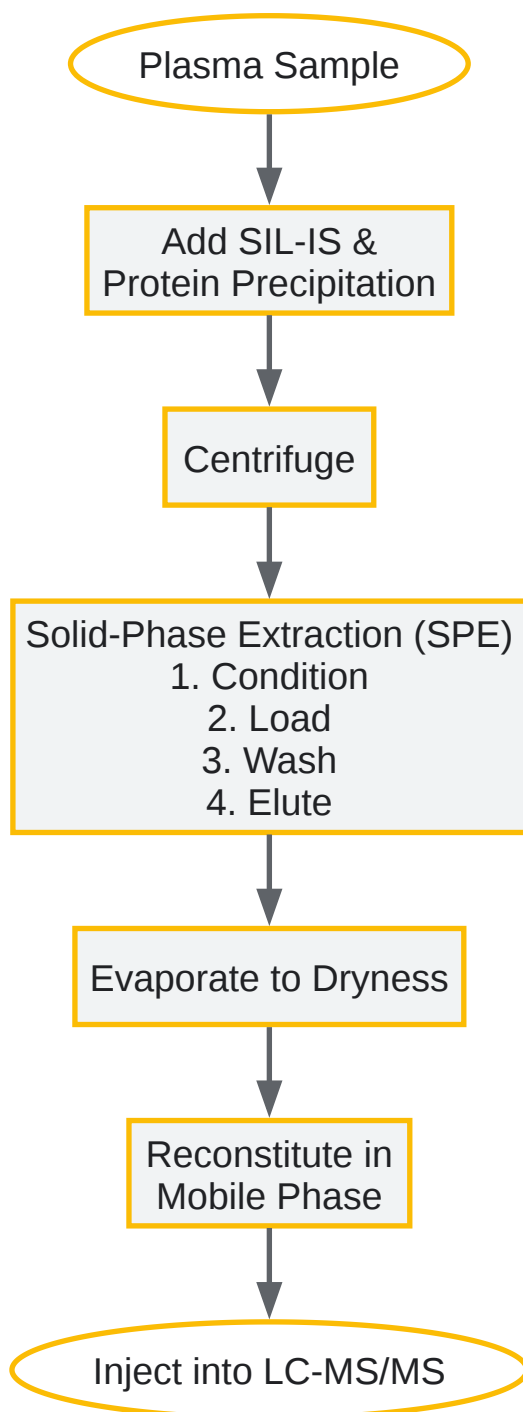 Plasma Sample
Add SIL-IS &
Protein Precipitation
Centrifuge
Solid-Phase Extraction (SPE)
1. Condition
2. Load
3. Wash
4. Elute
Evaporate to Dryness
Reconstitute in
Mobile Phase
Inject into LC-MS/MS